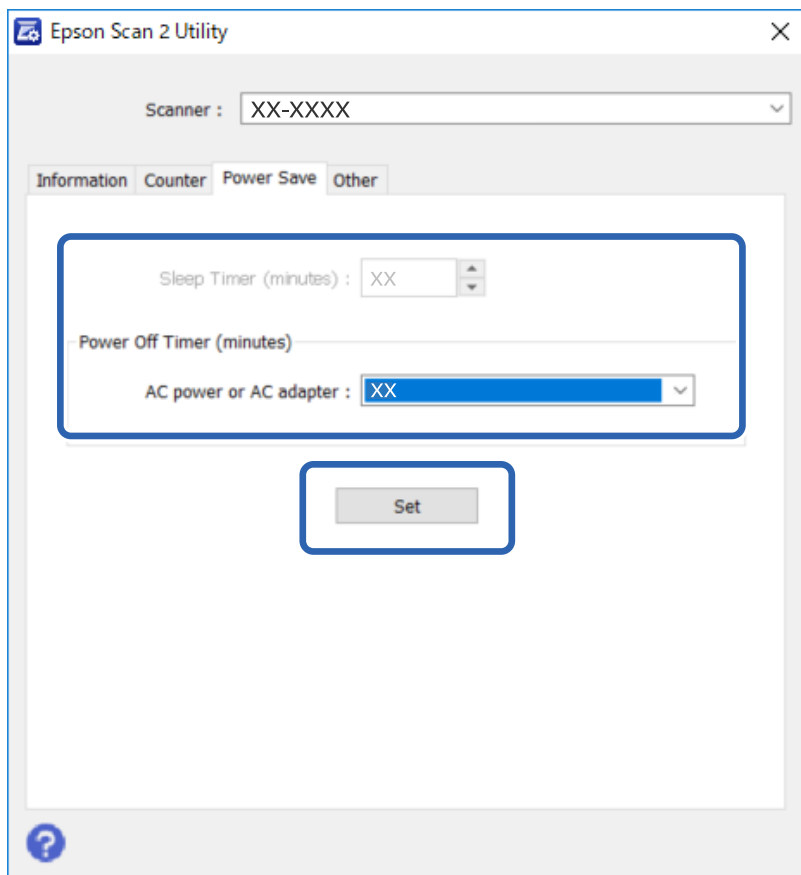 Epson Scan 2 Utility
Scanner : XX-XXXX
Information Counter Power Save Other
Sleep Timer (minutes) : XX
Power Off Timer (minutes)
AC power or AC adapter : XX
Set
?